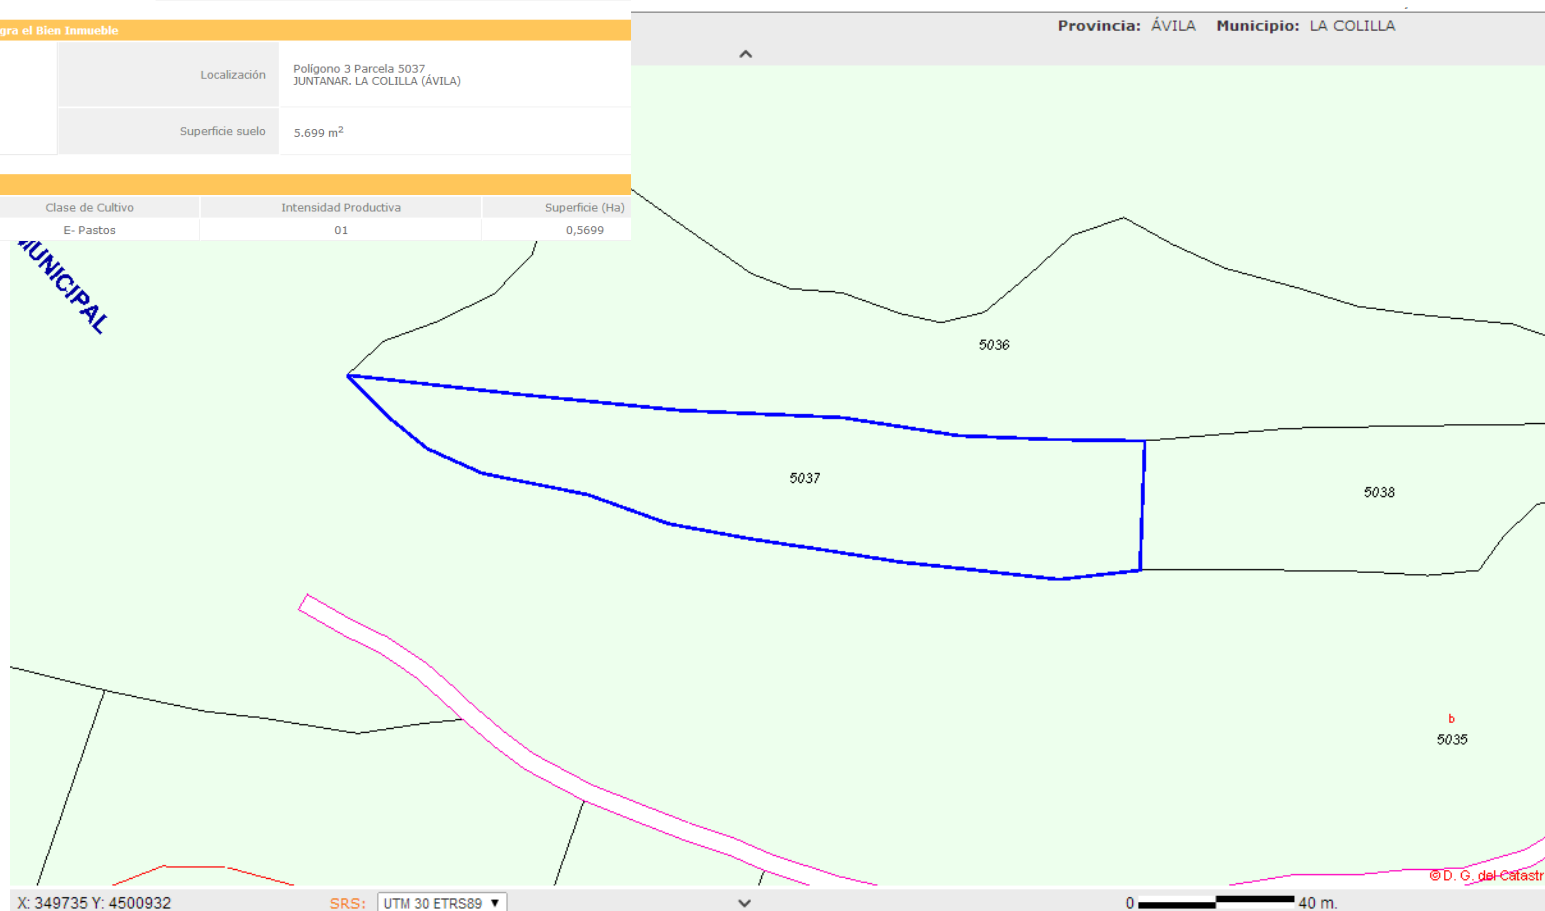 gra el Bien Inmueble
Provincia: ÁVILA Municipio: LA COLILLA
Localización
Polígono 3 Parcela 5037
JUNTANAR. LA COLILLA (ÁVILA)
Superficie suelo
5.699 m²
Clase de Cultivo Intensidad Productiva Superficie (Ha)
E- Pastos 01 0,5699
MUNICIPAL
5036
5037
5038
b
5035
© D. G. del Catastr
X: 349735 Y: 4500932
SRS: UTM 30 ETRS89 ▼
0 40 m.